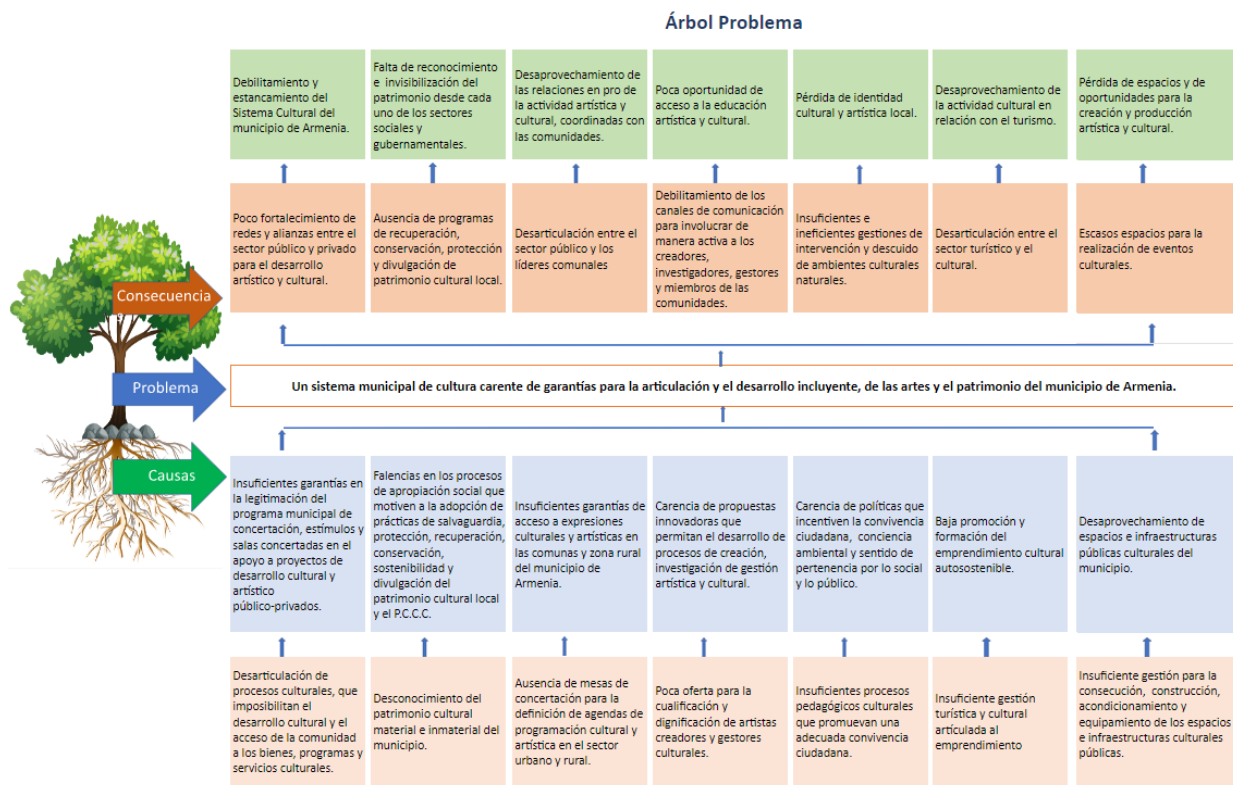 Árbol Problema
Debilitamiento y
estancamiento del
Sistema Cultural del
municipio de Armenia.
Falta de reconocimiento
e invisibilización del
patrimonio desde cada
uno de los sectores
sociales y
gubernamentales.
Desaprovechamiento de
las relaciones en pro de
la actividad artística y
cultural, coordinadas con
las comunidades.
Poca oportunidad de
acceso a la educación
artística y cultural.
Pérdida de identidad
cultural y artística local.
Desaprovechamiento de
la actividad cultural en
relación con el turismo.
Pérdida de espacios y de
oportunidades para la
creación y producción
artística y cultural.
Poco fortalecimiento de
redes y alianzas entre el
sector público y privado
para el desarrollo
artístico y cultural.
Ausencia de programas
de recuperación,
conservación, protección
y divulgación de
patrimonio cultural local.
Desarticulación entre el
sector público y los
líderes comunales
Debilitamiento de los
canales de comunicación
para involucrar de
manera activa a los
creadores,
investigadores, gestores
y miembros de las
comunidades.
Insuficientes e
ineficientes gestiones de
intervención y descuido
de ambientes culturales
naturales.
Desarticulación entre el
sector turístico y el
cultural.
Escasos espacios para la
realización de eventos
culturales.
Consecuencia
s
Problema
Un sistema municipal de cultura carente de garantías para la articulación y el desarrollo incluyente, de las artes y el patrimonio del municipio de Armenia.
Causas
Insuficientes garantías en
la legitimación del
programa municipal de
concertación, estímulos y
salas concertadas en el
apoyo a proyectos de
desarrollo cultural y
artístico
público-privados.
Falencias en los procesos
de apropiación social que
motiven a la adopción de
prácticas de salvaguardia,
protección, recuperación,
conservación,
sostenibilidad y
divulgación del
patrimonio cultural local
y el P.C.C.C.
Insuficientes garantías de
acceso a expresiones
culturales y artísticas en
las comunas y zona rural
del municipio de
Armenia.
Carencia de propuestas
innovadoras que
permitan el desarrollo de
procesos de creación,
investigación de gestión
artística y cultural.
Carencia de políticas que
incentiven la convivencia
ciudadana, conciencia
ambiental y sentido de
pertenencia por lo social
y lo público.
Baja promoción y
formación del
emprendimiento cultural
autosostenible.
Desaprovechamiento de
espacios e infraestructuras
públicas culturales del
municipio.
Desarticulación de
procesos culturales, que
imposibilitan el
desarrollo cultural y el
acceso de la comunidad
a los bienes, programas y
servicios culturales.
Desconocimiento del
patrimonio cultural
material e inmaterial del
municipio.
Ausencia de mesas de
concertación para la
definición de agendas de
programación cultural y
artística en el sector
urbano y rural.
Poca oferta para la
cualificación y
dignificación de artistas
creadores y gestores
culturales.
Insuficientes procesos
pedagógicos culturales
que promuevan una
adecuada convivencia
ciudadana.
Insuficiente gestión
turística y cultural
articulada al
emprendimiento
Insuficiente gestión para la
consecución, construcción,
acondicionamiento y
equipamiento de los espacios
e infraestructuras culturales
públicas.